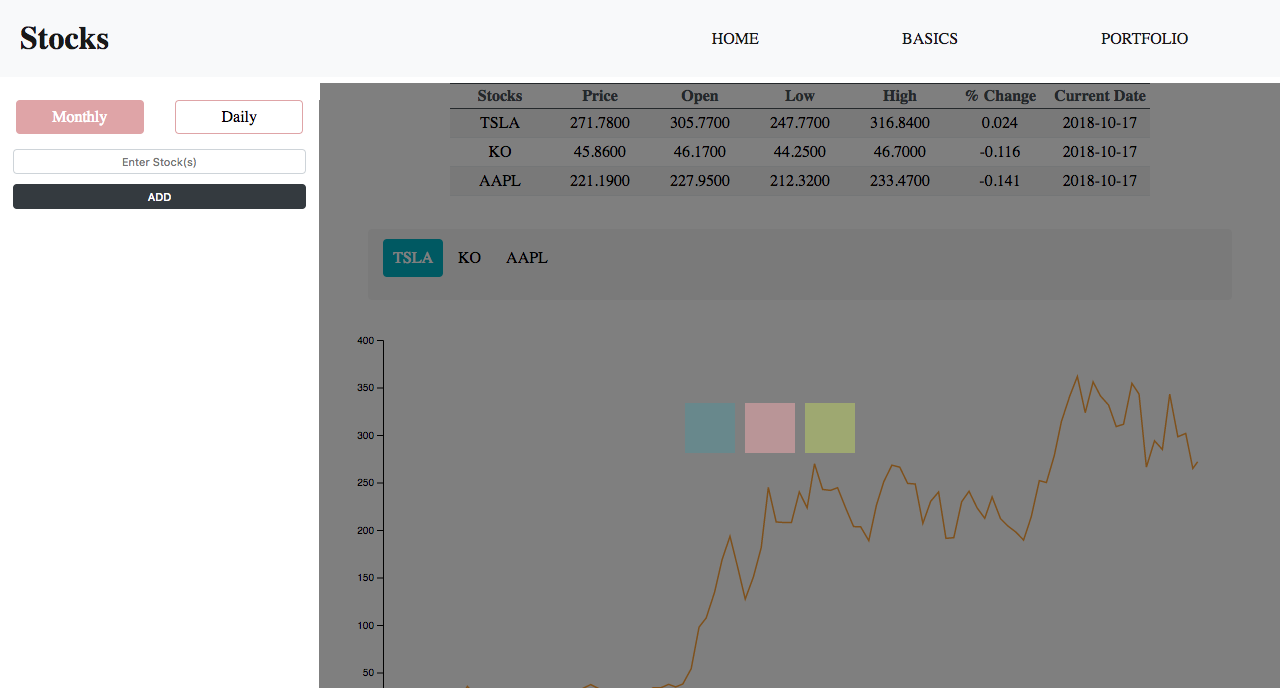 Stocks HOME BASICS PORTFOLIO
Monthly Daily
Enter Stock(s)
ADD
Stocks Price Open Low High % Change Current Date
TSLA 271.7800 305.7700 247.7700 316.8400 0.024 2018-10-17
KO 45.8600 46.1700 44.2500 46.7000 -0.116 2018-10-17
AAPL 221.1900 227.9500 212.3200 233.4700 -0.141 2018-10-17
TSLA KO AAPL
400
350
300
250
200
150
100
50